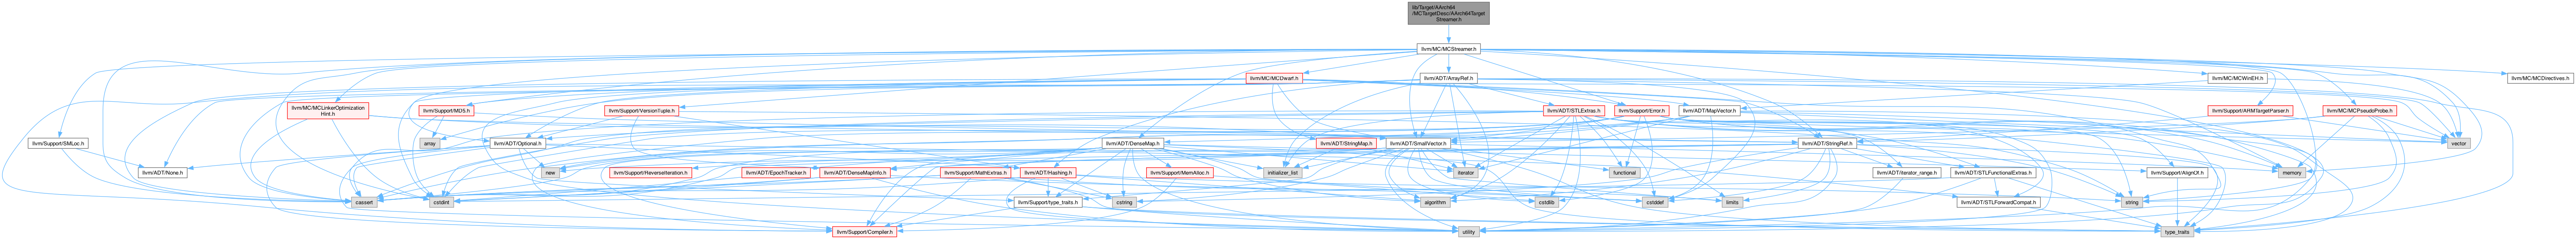 lib/Target/AArch64
/MCTargetDesc/AArch64Target
Streamer.h
llvm/MC/MCStreamer.h
llvm/MC/MCDwarf.h
llvm/ADT/ArrayRef.h
llvm/MC/MCWinEH.h
llvm/MC/MCDirectives.h
llvm/MC/MCLinkerOptimization
Hint.h
llvm/Support/MD5.h
llvm/Support/VersionTuple.h
llvm/ADT/STLExtras.h
llvm/Support/Error.h
llvm/ADT/MapVector.h
llvm/Support/ARMTargetParser.h
llvm/MC/MCPseudoProbe.h
llvm/Support/SMLoc.h
array
llvm/ADT/Optional.h
llvm/ADT/DenseMap.h
llvm/ADT/StringMap.h
llvm/ADT/SmallVector.h
llvm/ADT/StringRef.h
vector
llvm/ADT/None.h
new
llvm/Support/ReverseIteration.h
llvm/ADT/EpochTracker.h
llvm/ADT/DenseMapInfo.h
llvm/Support/MathExtras.h
llvm/ADT/Hashing.h
llvm/Support/MemAlloc.h
initializer_list
iterator
functional
llvm/ADT/iterator_range.h
llvm/ADT/STLFunctionalExtras.h
llvm/Support/AlignOf.h
memory
cassert
cstdint
llvm/Support/type_traits.h
cstring
algorithm
cstdlib
cstddef
limits
llvm/ADT/STLForwardCompat.h
string
llvm/Support/Compiler.h
utility
type_traits